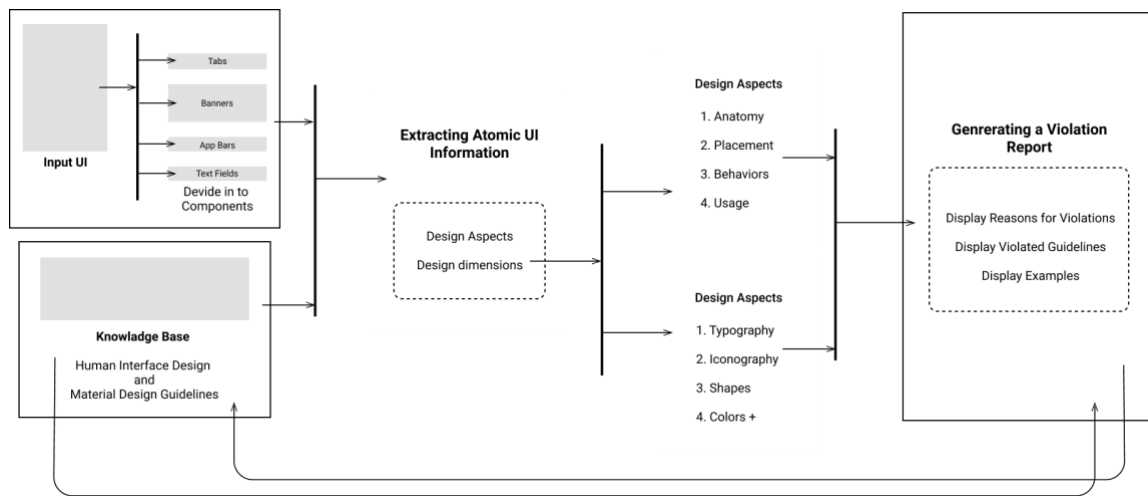 Tabs
Banners
App Bars
Text Fields
Input UI
Devide in to
Components
Knowladge Base
Human Interface Design
and
Material Design Guidelines
Extracting Atomic UI
Information
Design Aspects
Design dimensions
Design Aspects
1. Anatomy
2. Placement
3. Behaviors
4. Usage
Design Aspects
1. Typography
2. Iconography
3. Shapes
4. Colors +
Genrerating a Violation
Report
Display Reasons for Violations
Display Violated Guidelines
Display Examples